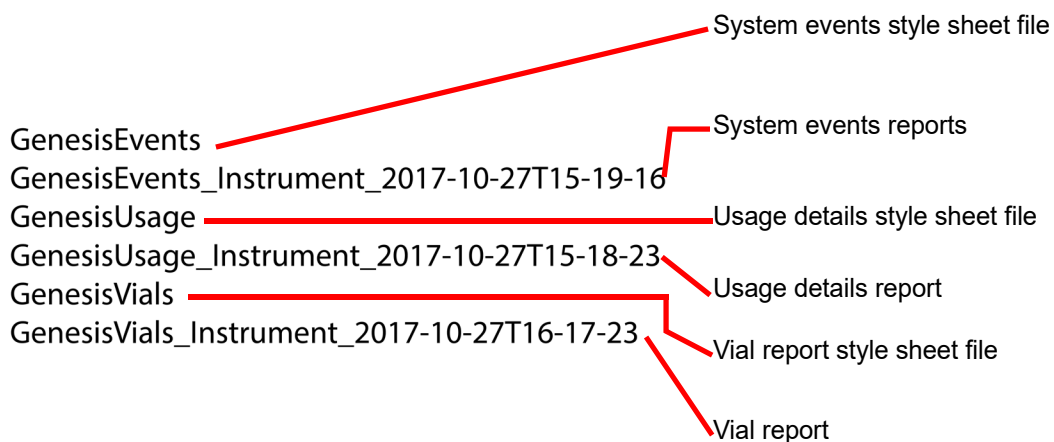 System events style sheet file
System events reports
GenesisEvents
GenesisEvents_Instrument_2017-10-27T15-19-16
GenesisUsage
Usage details style sheet file
GenesisUsage_Instrument_2017-10-27T15-18-23
Usage details report
GenesisVials
GenesisVials_Instrument_2017-10-27T16-17-23
Vial report style sheet file
Vial report